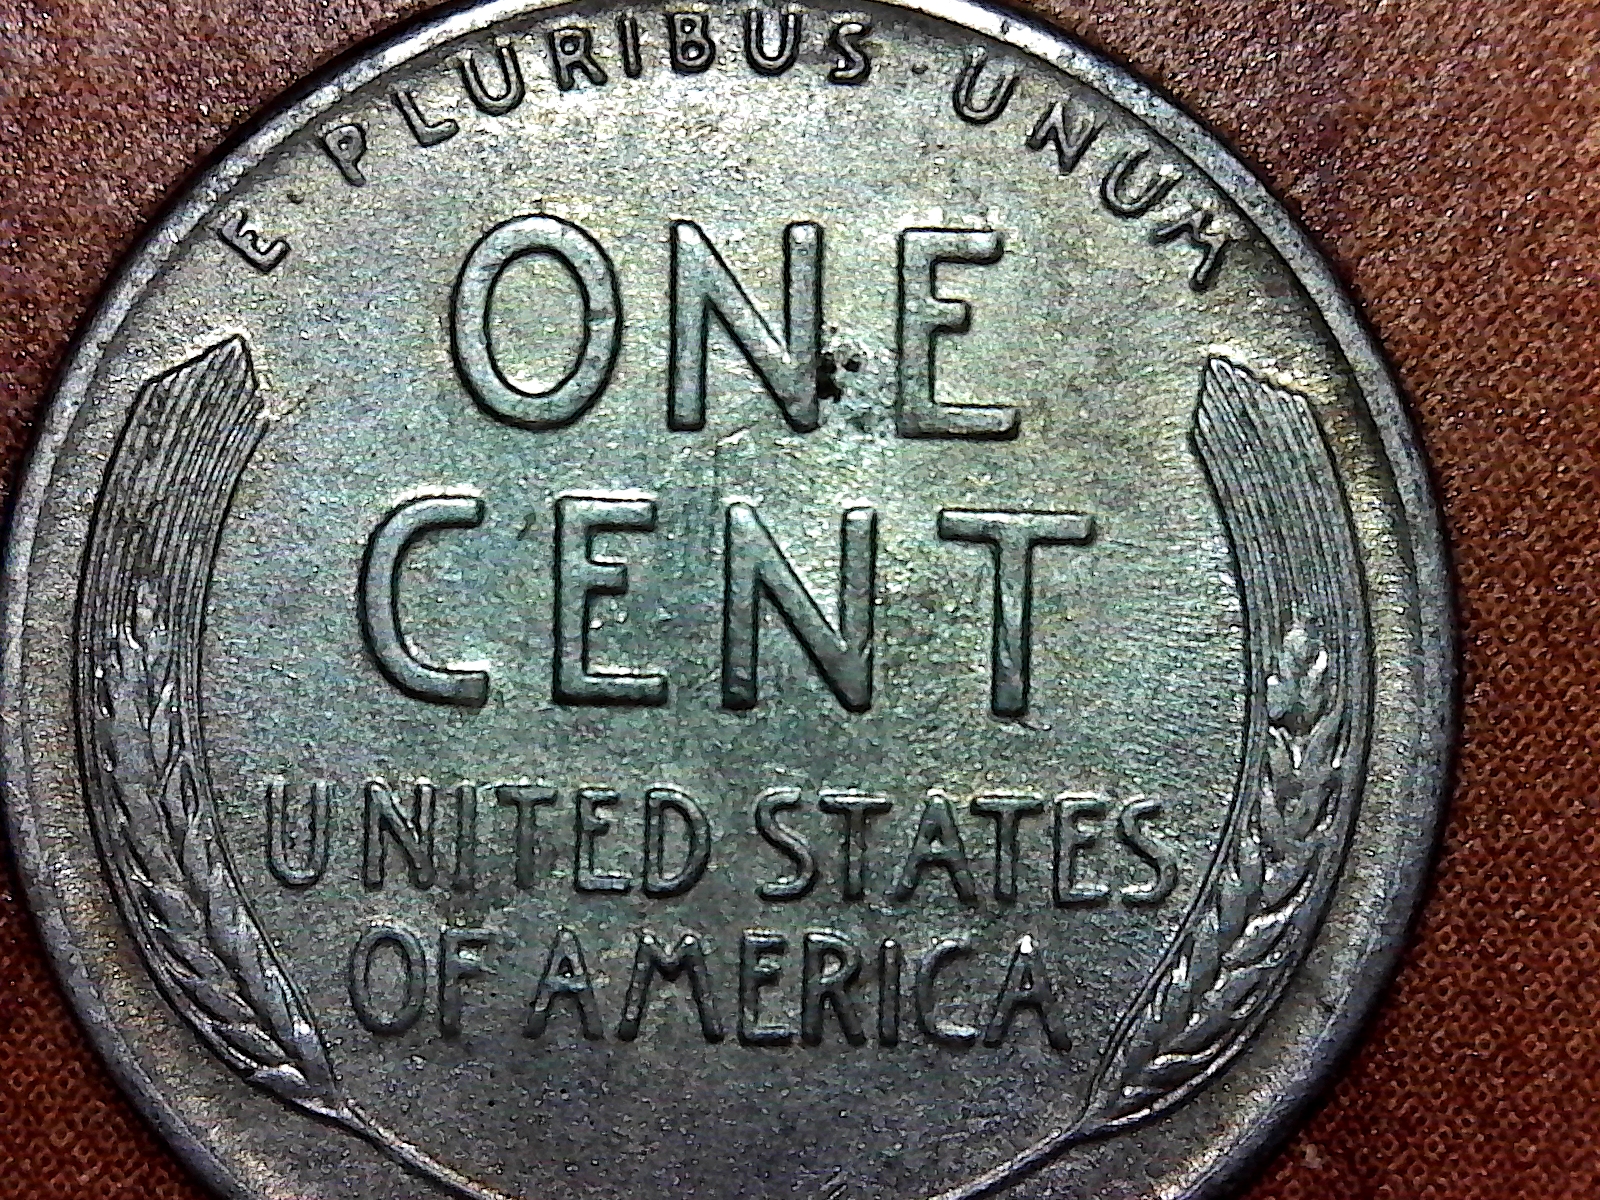 E·PLURIBUS·UNUM
ONE
CENT
UNITED STATES
OF AMERICA